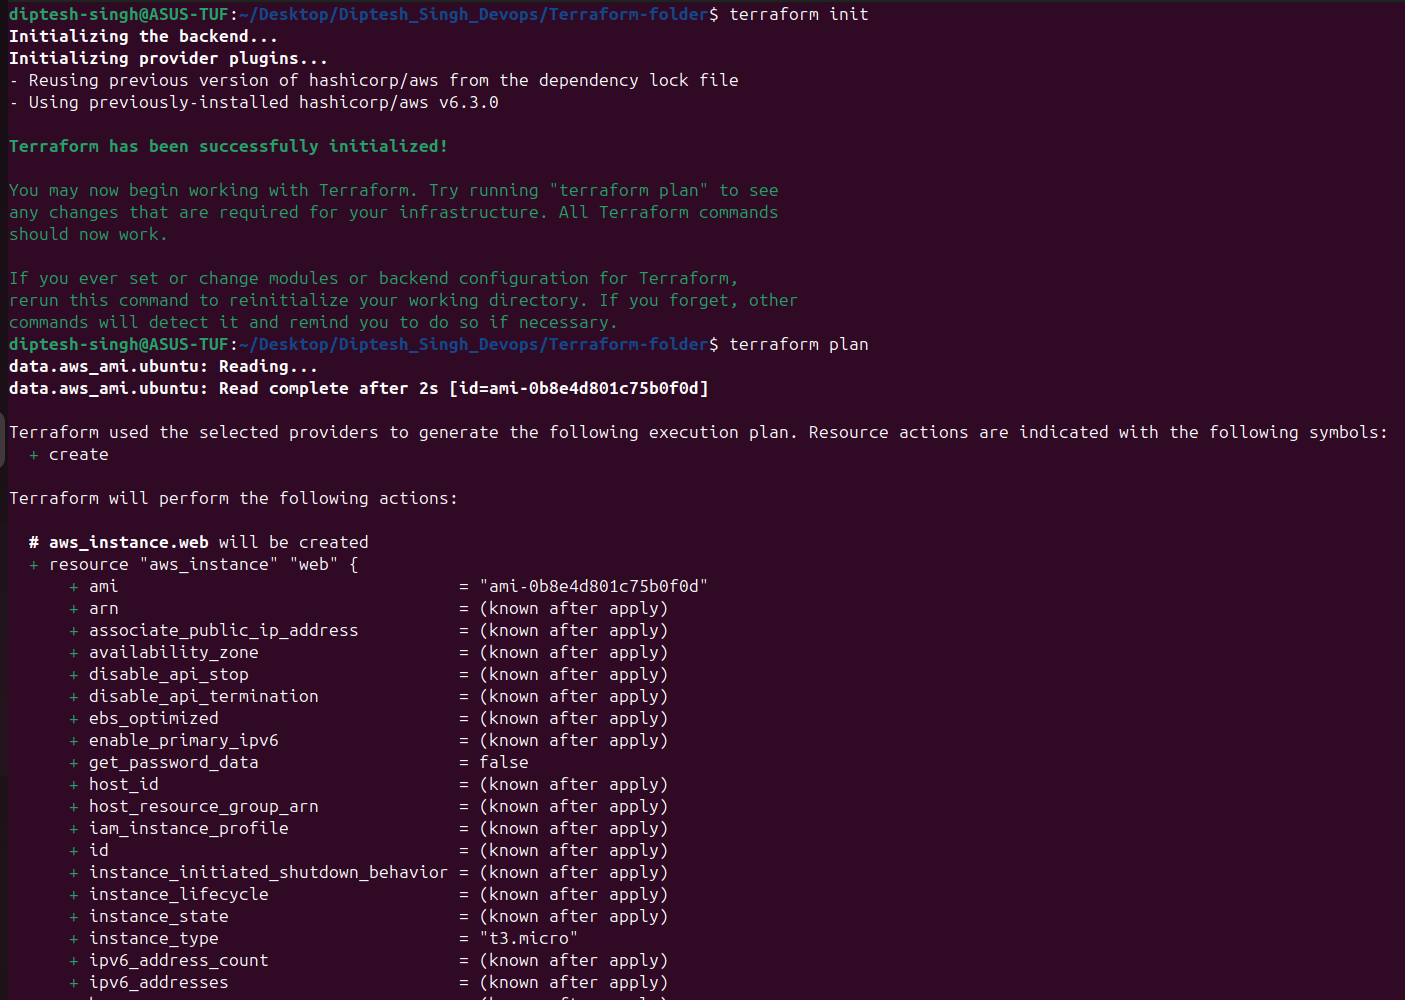 diptesh-singh@ASUS-TUF:~/Desktop/Diptesh_Singh_Devops/Terraform-folder$ terraform init
Initializing the backend...
Initializing provider plugins...
- Reusing previous version of hashicorp/aws from the dependency lock file
- Using previously-installed hashicorp/aws v6.3.0

Terraform has been successfully initialized!

You may now begin working with Terraform. Try running "terraform plan" to see
any changes that are required for your infrastructure. All Terraform commands
should now work.

If you ever set or change modules or backend configuration for Terraform,
rerun this command to reinitialize your working directory. If you forget, other
commands will detect it and remind you to do so if necessary.
diptesh-singh@ASUS-TUF:~/Desktop/Diptesh_Singh_Devops/Terraform-folder$ terraform plan
data.aws_ami.ubuntu: Reading...
data.aws_ami.ubuntu: Read complete after 2s [id=ami-0b8e4d801c75b0f0d]

Terraform used the selected providers to generate the following execution plan. Resource actions are indicated with the following symbols:
  + create

Terraform will perform the following actions:

  # aws_instance.web will be created
  + resource "aws_instance" "web" {
      + ami                                  = "ami-0b8e4d801c75b0f0d"
      + arn                                  = (known after apply)
      + associate_public_ip_address          = (known after apply)
      + availability_zone                    = (known after apply)
      + disable_api_stop                     = (known after apply)
      + disable_api_termination              = (known after apply)
      + ebs_optimized                        = (known after apply)
      + enable_primary_ipv6                  = (known after apply)
      + get_password_data                    = false
      + host_id                              = (known after apply)
      + host_resource_group_arn              = (known after apply)
      + iam_instance_profile                 = (known after apply)
      + id                                   = (known after apply)
      + instance_initiated_shutdown_behavior = (known after apply)
      + instance_lifecycle                   = (known after apply)
      + instance_state                       = (known after apply)
      + instance_type                        = "t3.micro"
      + ipv6_address_count                   = (known after apply)
      + ipv6_addresses                       = (known after apply)